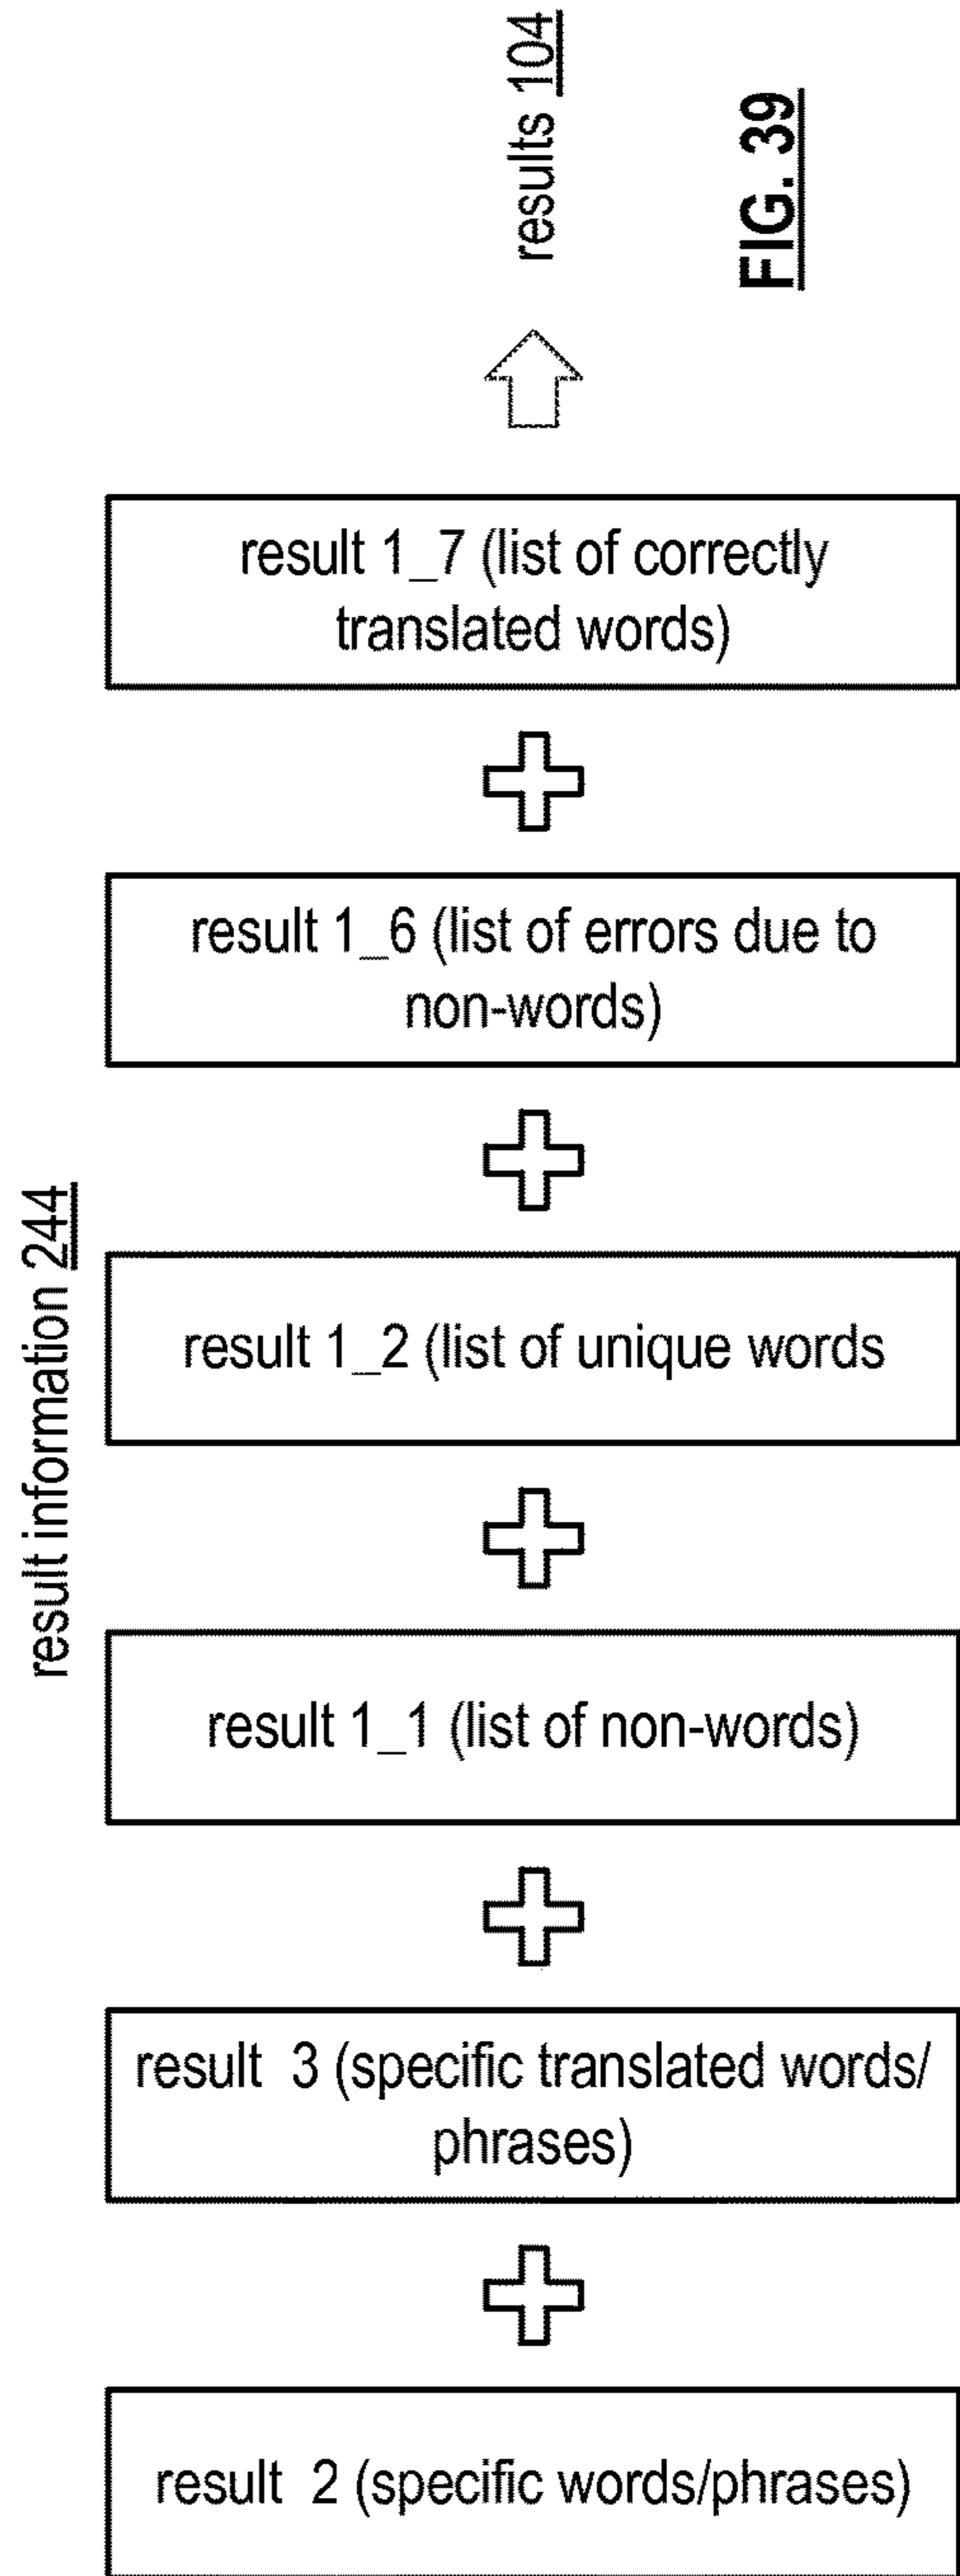 results 104
FIG. 39
result 1_7 (list of correctly
translated words)
result 1_6 (list of errors due to
non-words)
result information 244
result 1_2 (list of unique words
result 1_1 (list of non-words)
result 3 (specific translated words/
phrases)
result 2 (specific words/phrases)